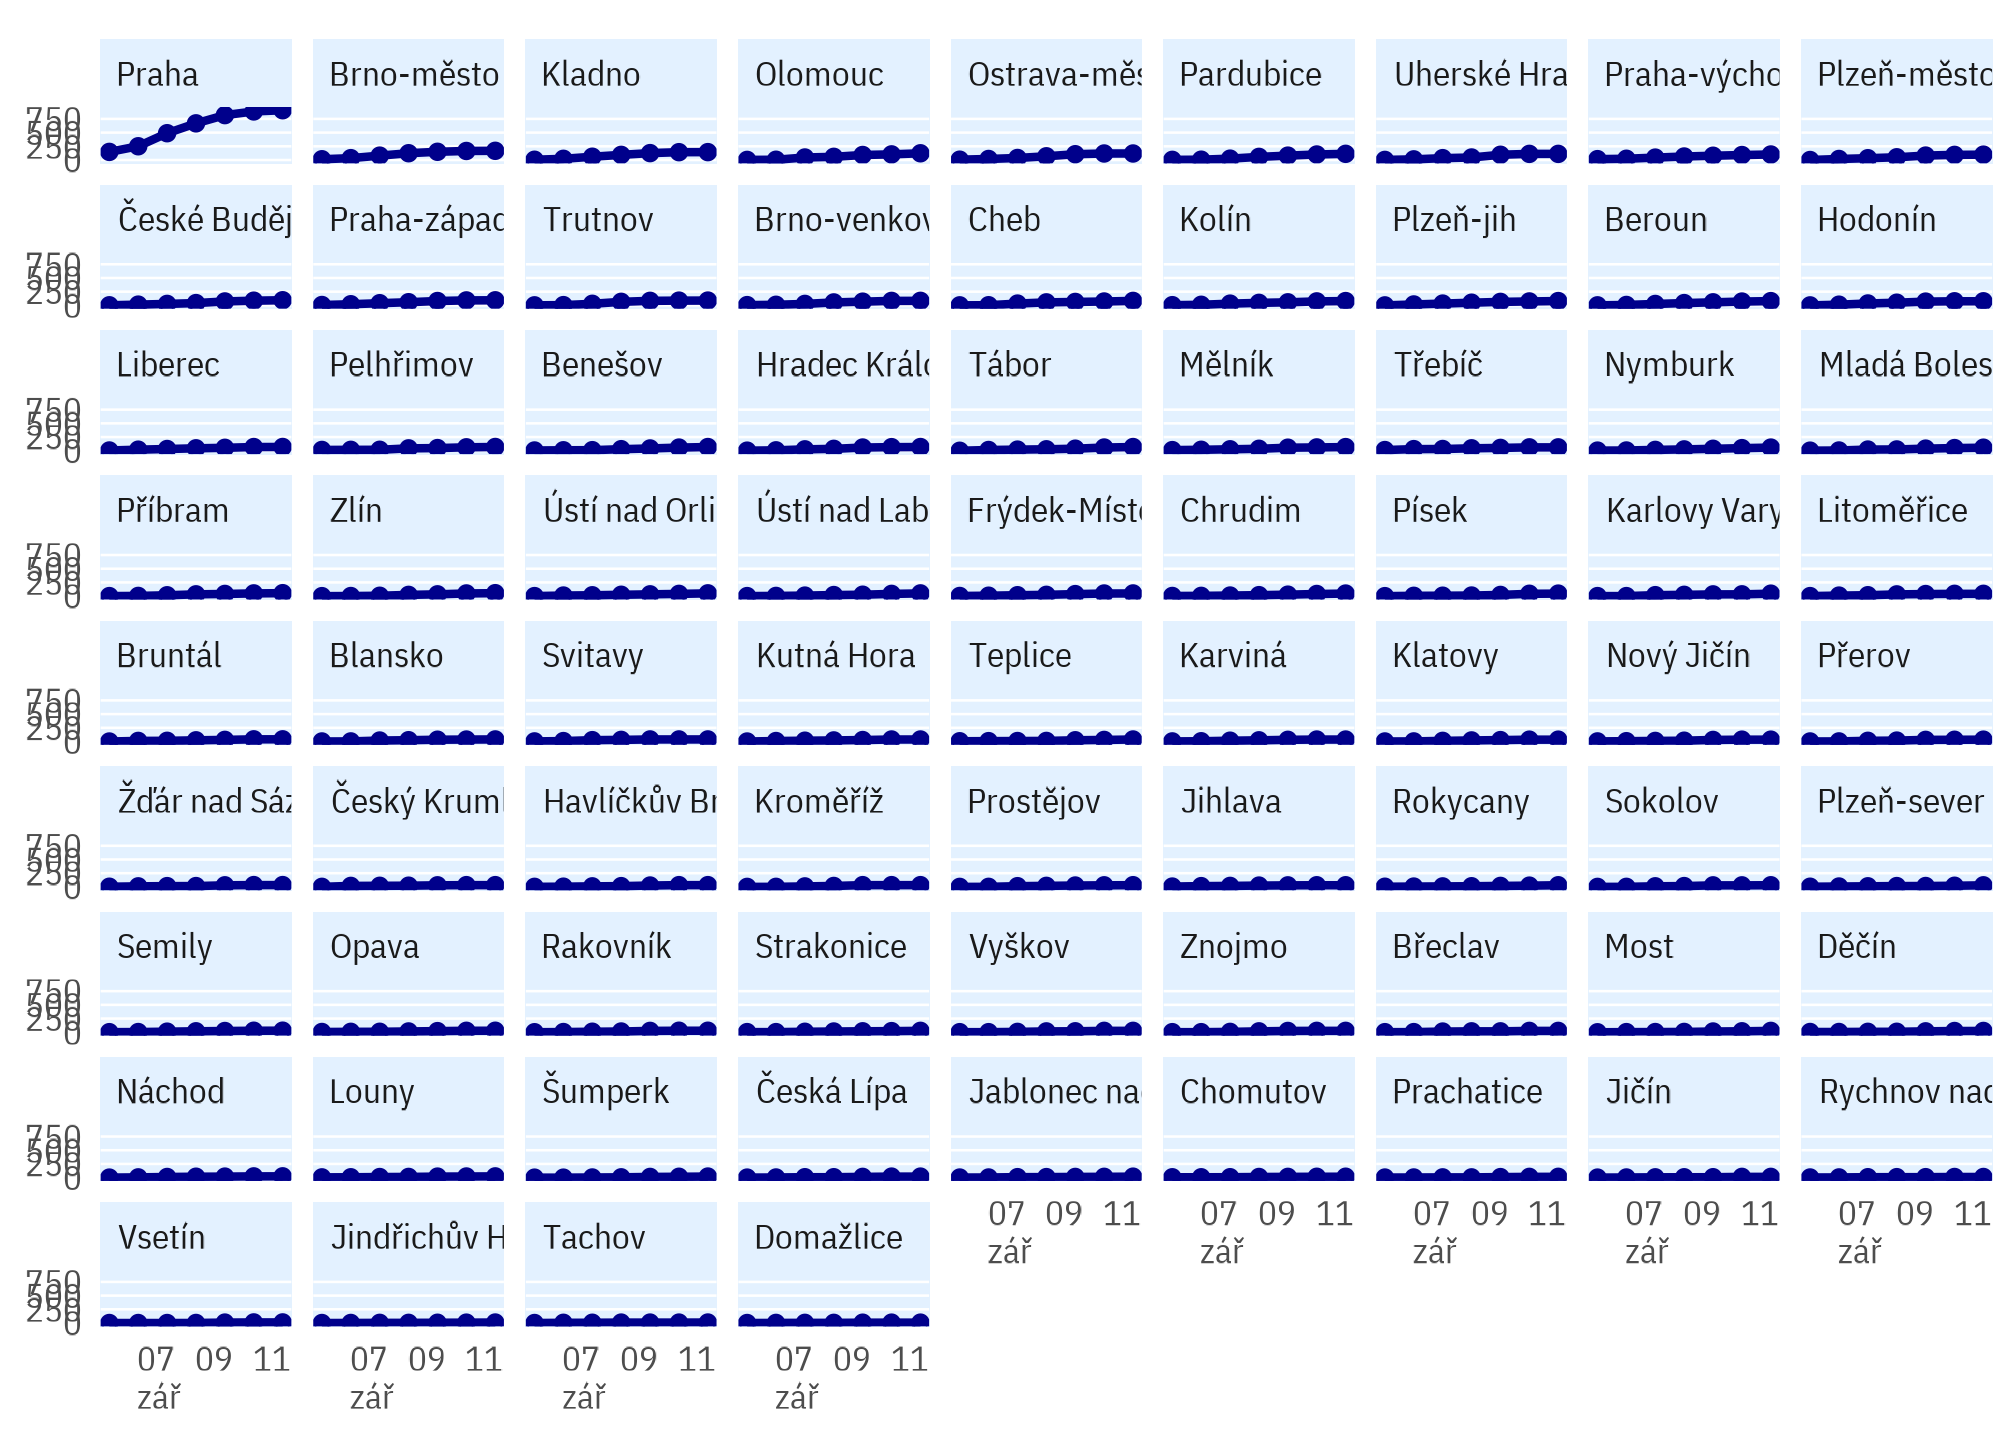 Praha Brno-město Kladno Olomouc Ostrava-měs Pardubice Uherské Hra Praha-výcho Plzeň-město
750
500
250
0
České Buděj Praha-západ Trutnov Brno-venkov Cheb Kolín Plzeň-jih Beroun Hodonín
750
500
250
0
Liberec Pelhřimov Benešov Hradec Králo Tábor Mělník Třebíč Nymburk Mladá Boles
750
500
250
0
Příbram Zlín Ústí nad Orli Ústí nad Lab Frýdek-Míste Chrudim Písek Karlovy Vary Litoměřice
750
500
250
0
Bruntál Blansko Svitavy Kutná Hora Teplice Karviná Klatovy Nový Jičín Přerov
750
500
250
0
Žďár nad Sáz Český Kruml Havlíčkův Br Kroměříž Prostějov Jihlava Rokycany Sokolov Plzeň-sever
750
500
250
0
Semily Opava Rakovník Strakonice Vyškov Znojmo Břeclav Most Děčín
750
500
250
0
Náchod Louny Šumperk Česká Lípa Jablonec nad Chomutov Prachatice Jičín Rychnov nad
750
500
250
0
07 09 11 07 09 11 07 09 11 07 09 11 07 09 11
zář zář zář zář zář
Vsetín Jindřichův H Tachov Domažlice
750
500
250
0
07 09 11 07 09 11 07 09 11 07 09 11
zář zář zář zář